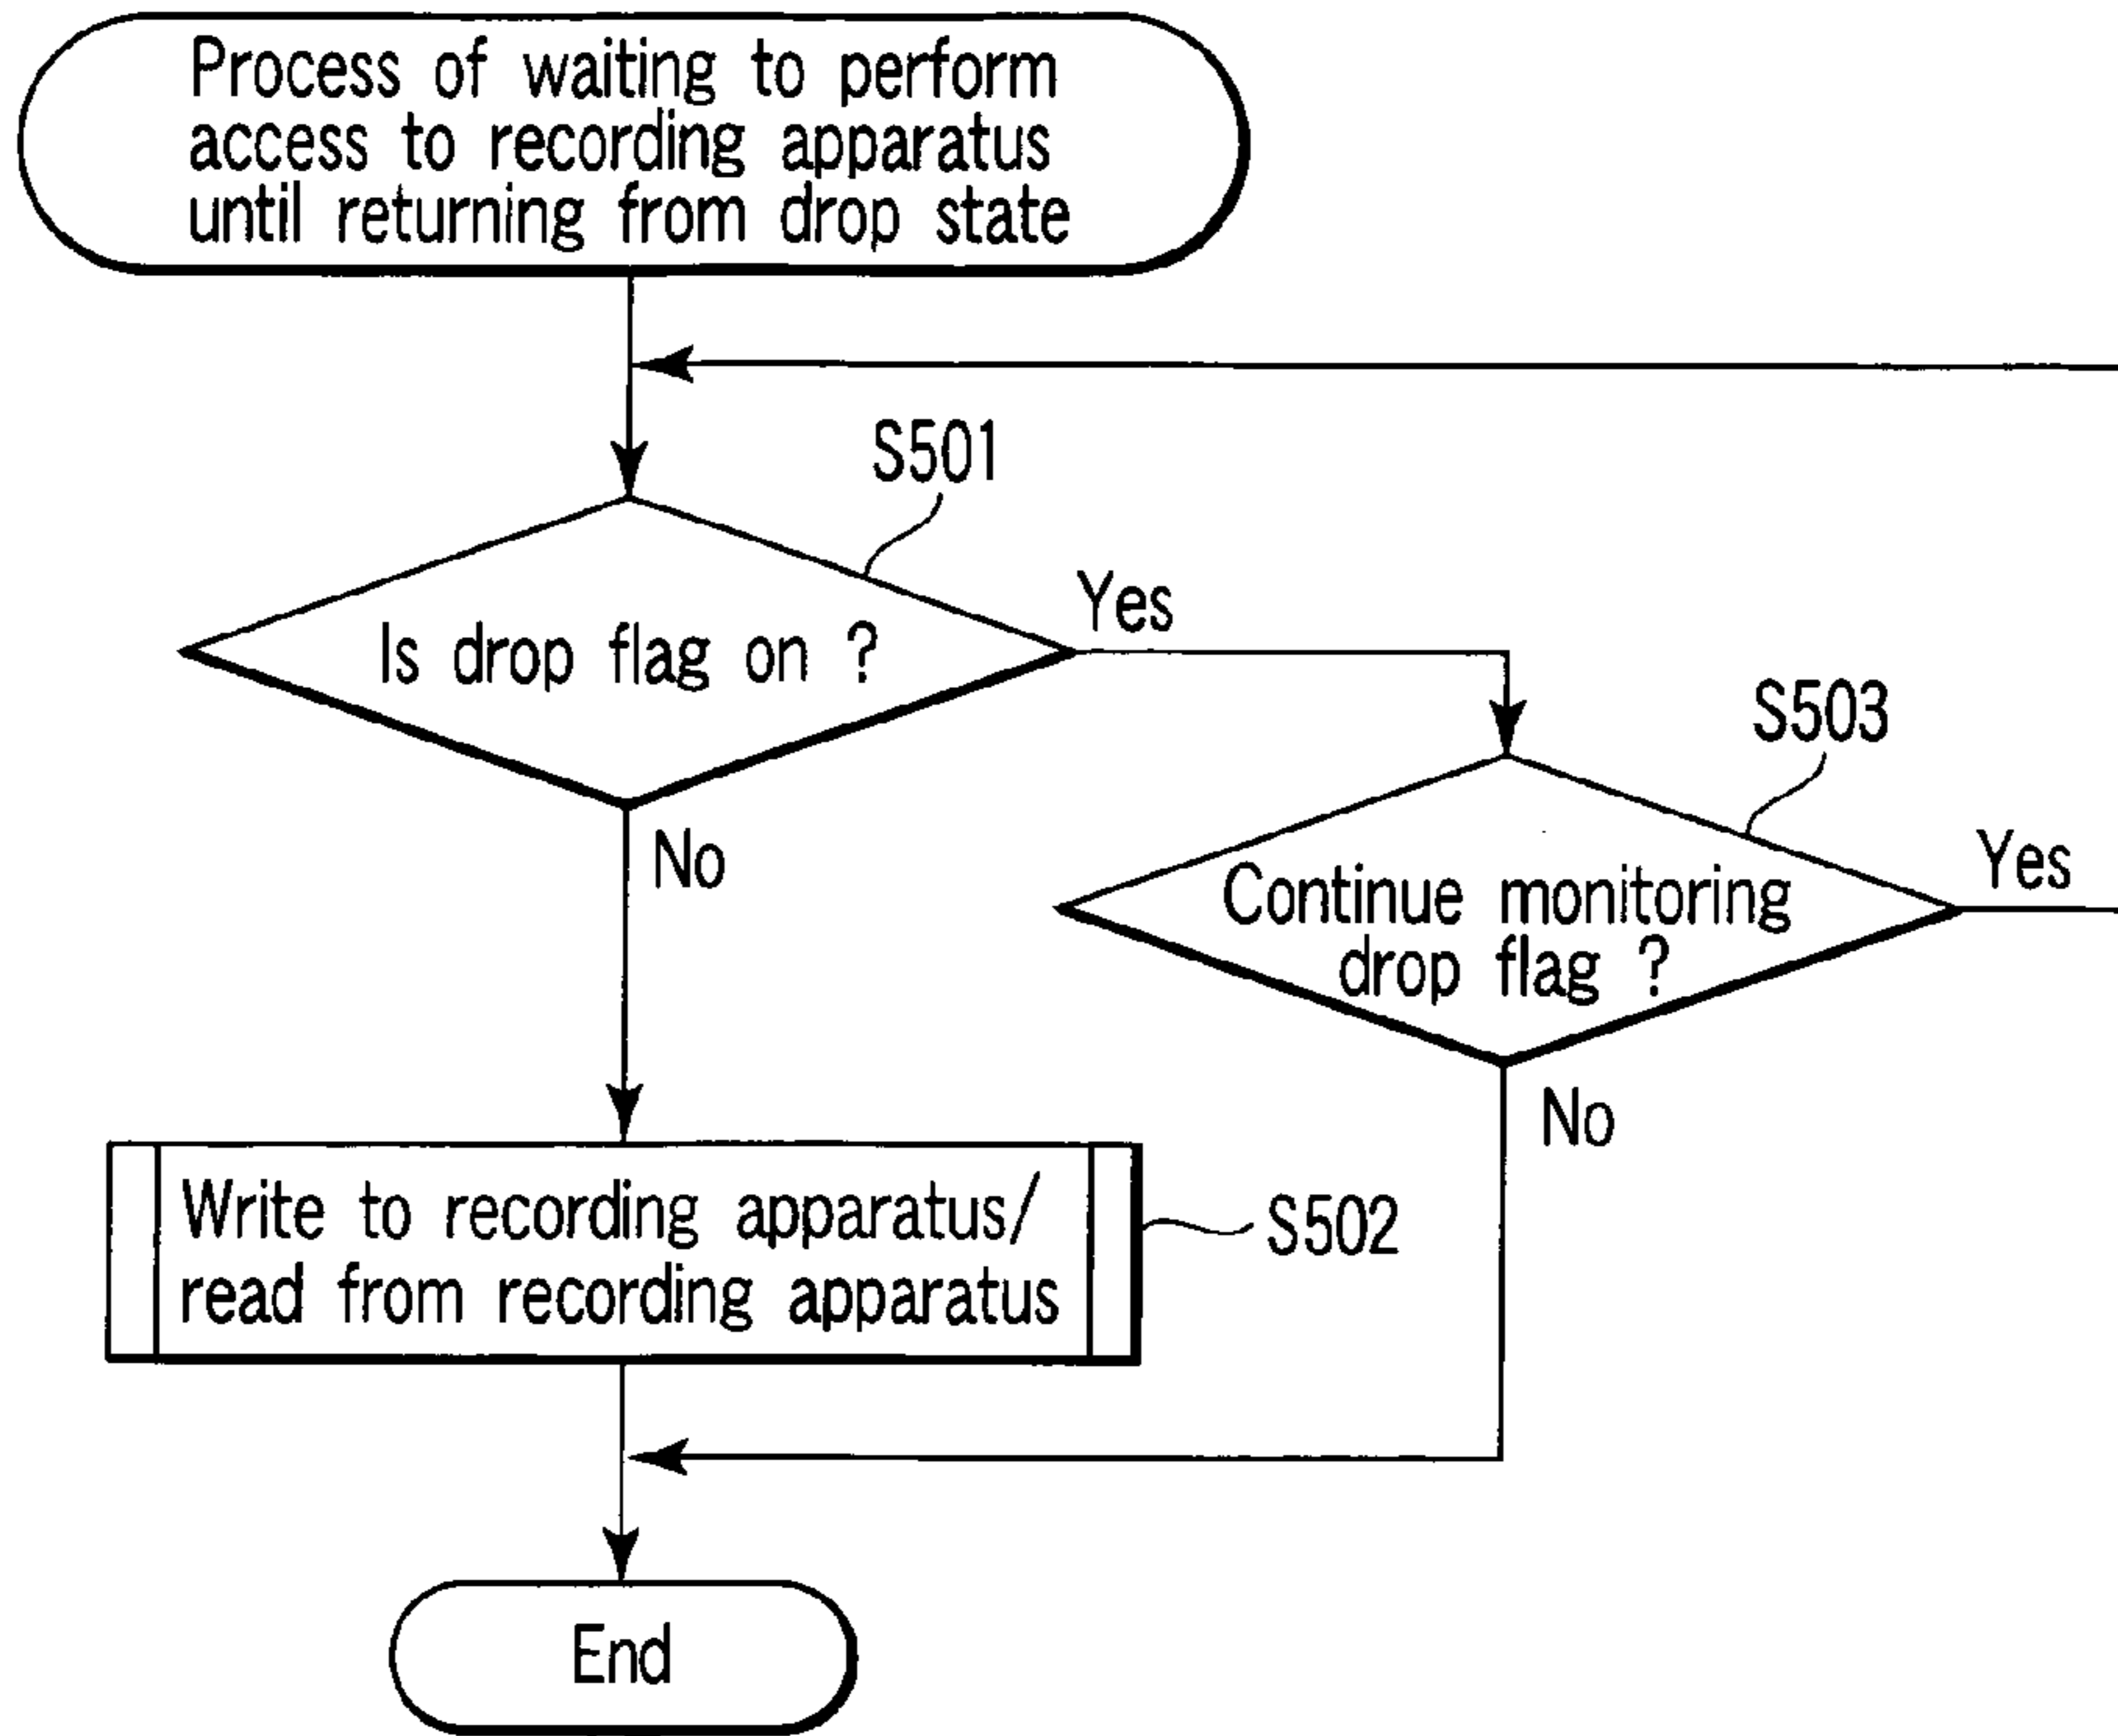 Process of waiting to perform
access to recording apparatus
until returning from drop state
S501
Yes
Is drop flag on ?
S503
No
Yes
Continue monitoring
drop flag ?
No
Write to recording apparatus/
read from recording apparatus
S502
End